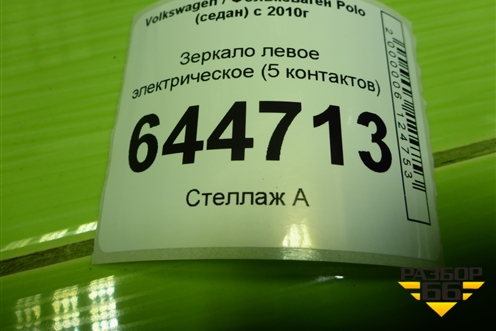 Volkswagen / Фольксваген Polo
(седан) с 2010г
Зеркало левое
электрическое (5 контактов)
644713
Стеллаж А
2000006124753
РАЗБОР
66